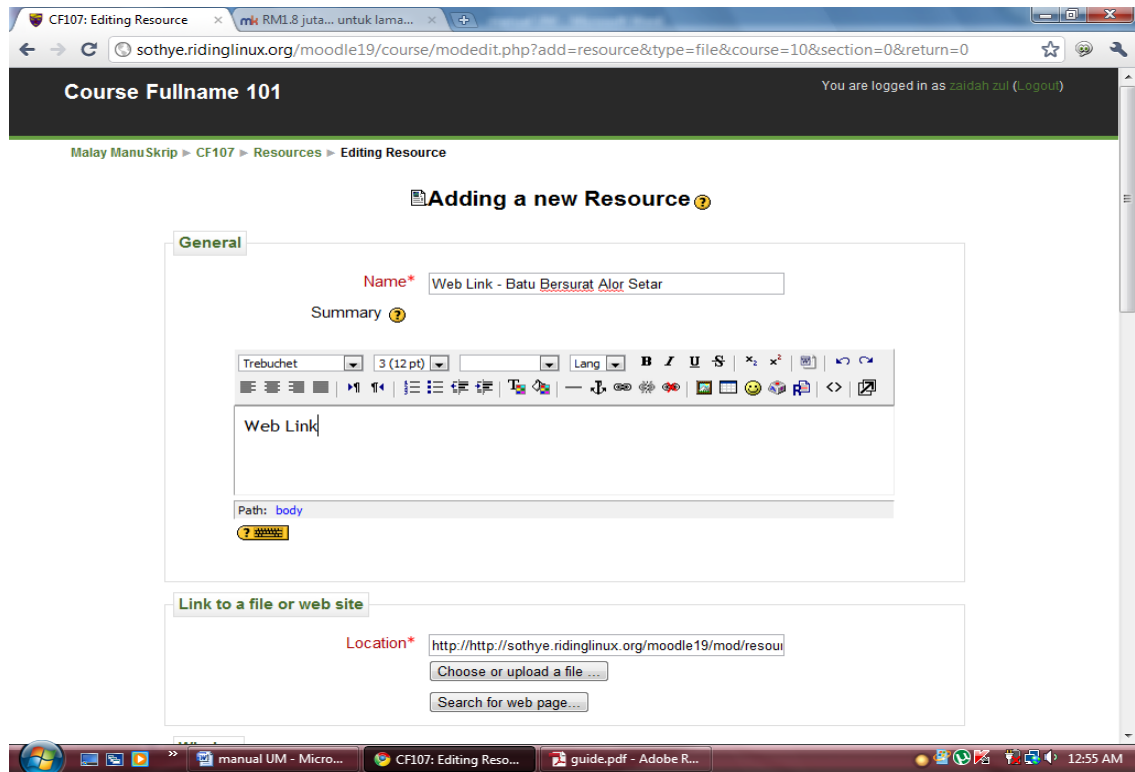 CF107: Editing Resource
mk RM1.8 juta... untuk lama...
sothye.ridinglinux.org/moodle19/course/modedit.php?add=resource&type=file&course=10&section=0&return=0
Course Fullname 101
You are logged in as zaidah zul (Logout)
Malay ManuSkrip ► CF107 ► Resources ► Editing Resource
Adding a new Resource ?
General
Name* Web Link - Batu Bersurat Alor Setar
Summary ?
Trebuchet 3 (12 pt) Lang B I U S x₂ x²
Web Link
Path: body
?
Link to a file or web site
Location* http://http://sothye.ridinglinux.org/moodle19/mod/resour
Choose or upload a file ...
Search for web page...
manual UM - Micro... CF107: Editing Reso... guide.pdf - Adobe R... 12:55 AM